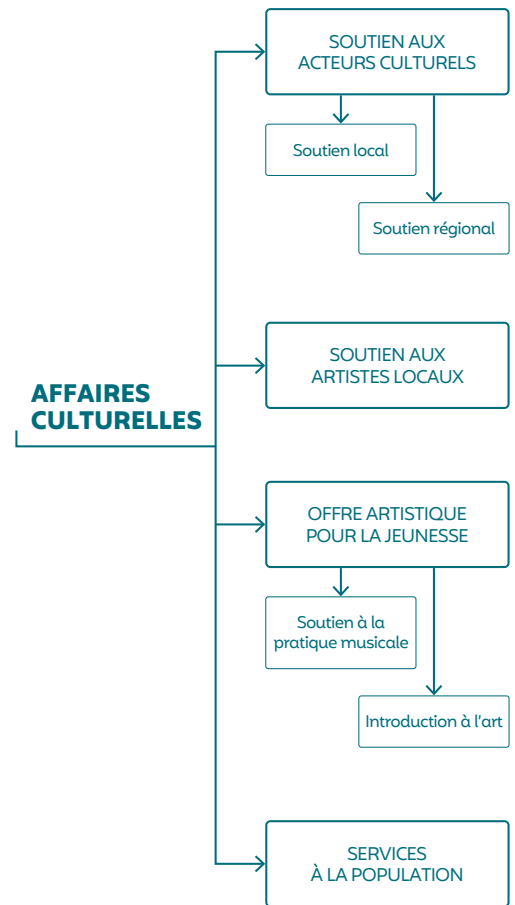 SOUTIEN AUX
ACTEURS CULTURELS
Soutien local
Soutien régional
SOUTIEN AUX
ARTISTES LOCAUX
AFFAIRES
CULTURELLES
OFFRE ARTISTIQUE
POUR LA JEUNESSE
Soutien à la
pratique musicale
Introduction à l'art
SERVICES
À LA POPULATION